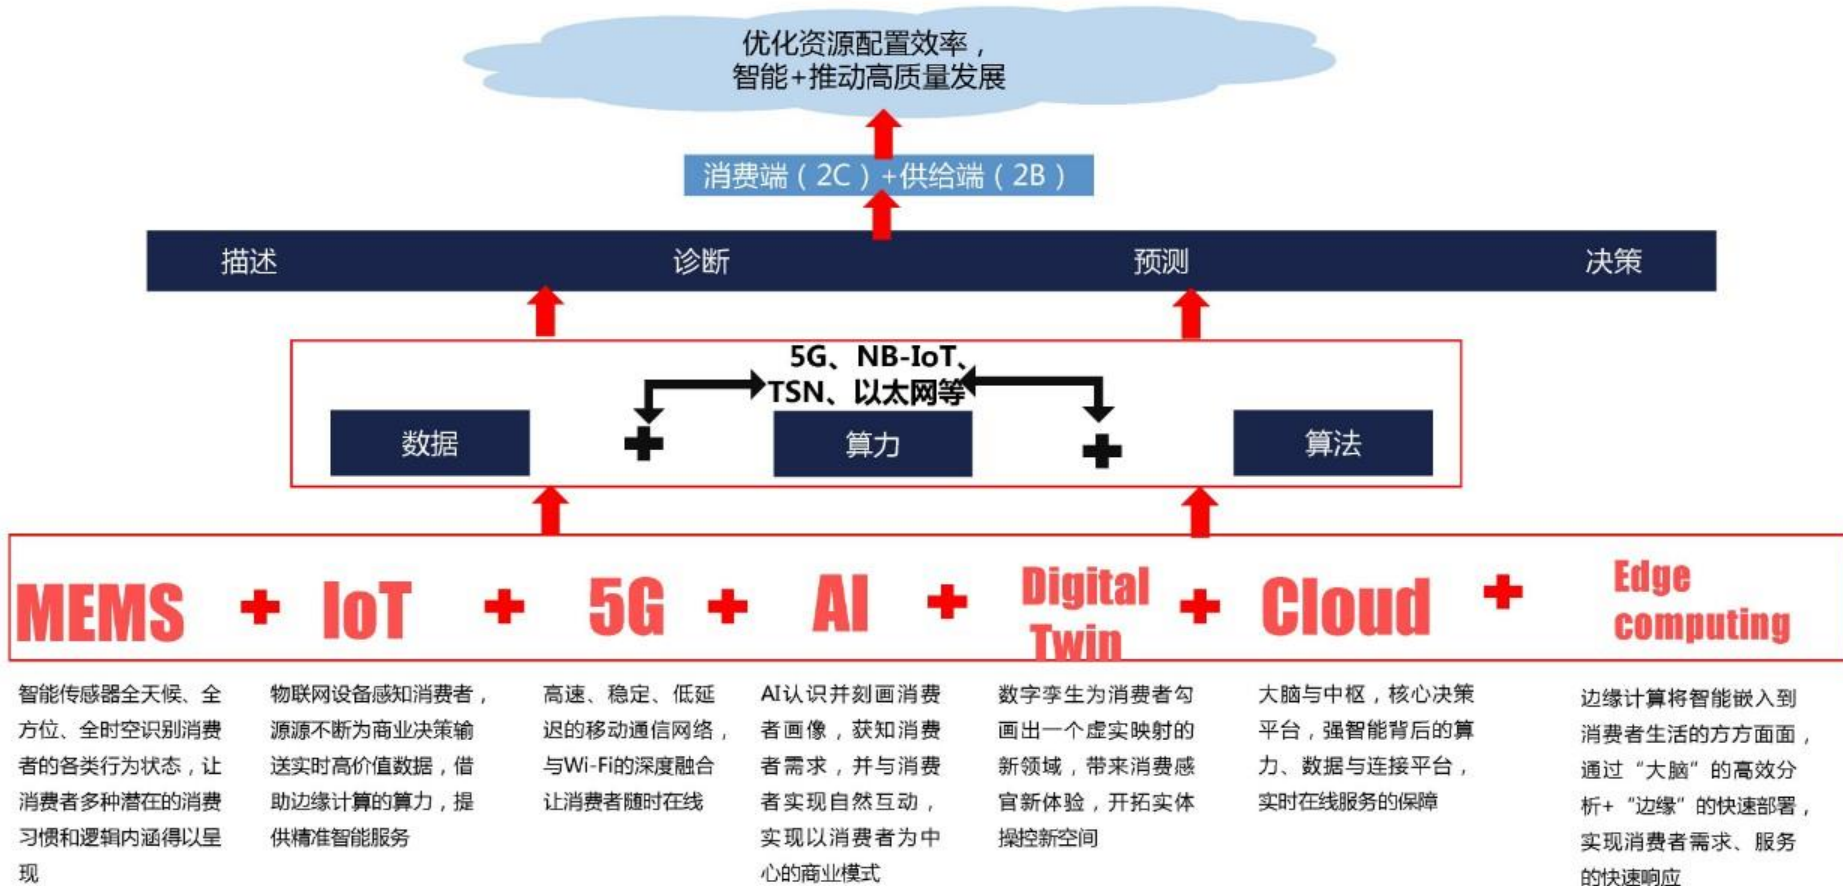 优化资源配置效率，
智能+推动高质量发展
消费端（2C）+供给端（2B）
描述
诊断
预测
决策
5G、NB-IoT、
TSN、以太网等
数据
+
算力
+
算法
MEMS
+
IoT
+
5G
+
AI
+
Digital
Twin
+
Cloud
+
Edge
computing
智能传感器全天候、全
方位、全时空识别消费
者的各类行为状态，让
消费者多种潜在的消费
习惯和逻辑内涵得以呈
现
物联网设备感知消费者，
源源不断为商业决策输
送实时高价值数据，借
助边缘计算的算力，提
供精准智能服务
高速、稳定、低延
迟的移动通信网络，
与Wi-Fi的深度融合
让消费者随时在线
AI认识并刻画消费
者画像，获知消费
者需求，并与消费
者实现自然互动，
实现以消费者为中
心的商业模式
数字孪生为消费者勾
画出一个虚实映射的
新领域，带来消费感
官新体验，开拓实体
操控新空间
大脑与中枢，核心决策
平台，强智能背后的算
力、数据与连接平台，
实时在线服务的保障
边缘计算将智能嵌入到
消费者生活的方方面面，
通过“大脑”的高效分
析+“边缘”的快速部署，
实现消费者需求、服务
的快速响应